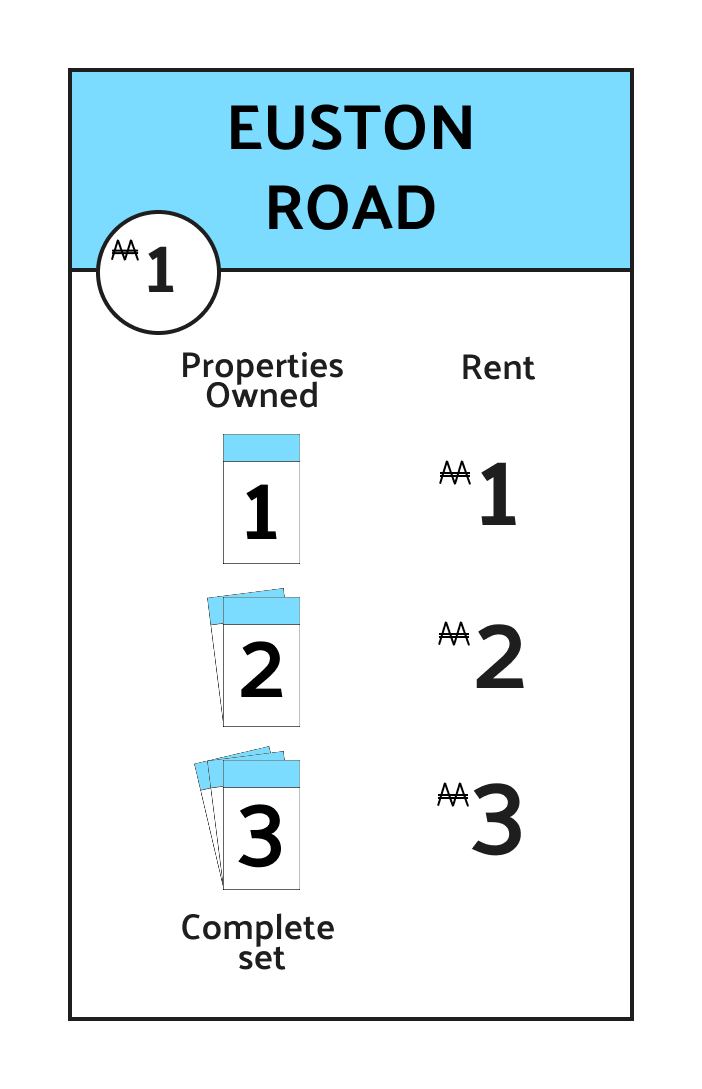 EUSTON
ROAD
₩1
Properties
Owned
Rent
1
₩1
2
₩2
3
₩3
Complete
set